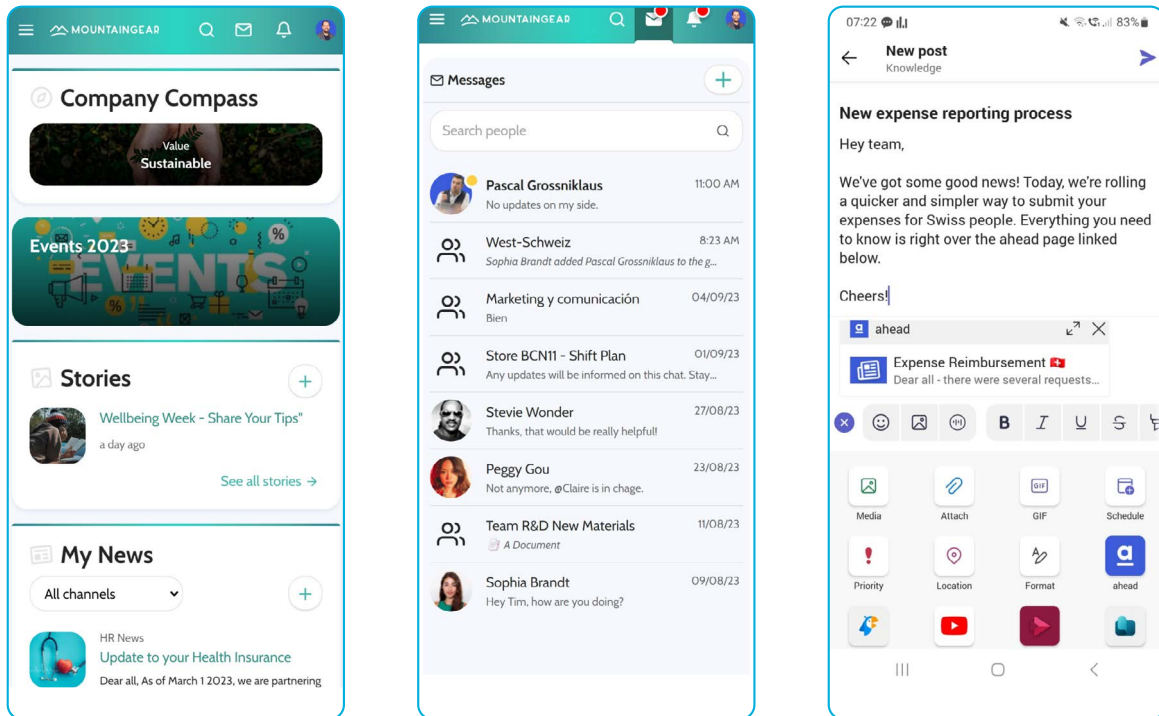 MOUNTAINGEAR
Company Compass
Value
Sustainable
Events 2023
EVENTS
%
%
Stories
Wellbeing Week - Share Your Tips"
a day ago
See all stories →
My News
All channels
HR News
Update to your Health Insurance
Dear all, As of March 1 2023, we are partnering
MOUNTAINGEAR
Messages
Search people
Pascal Grossniklaus 11:00 AM
No updates on my side.
West-Schweiz 8:23 AM
Sophia Brandt added Pascal Grossniklaus to the g...
Marketing y comunicación 04/09/23
Bien
Store BCN11 - Shift Plan 01/09/23
Any updates will be informed on this chat. Stay...
Stevie Wonder 27/08/23
Thanks, that would be really helpful!
Peggy Gou 23/08/23
Not anymore, @Claire is in chage.
Team R&D New Materials 11/08/23
A Document
Sophia Brandt 09/08/23
Hey Tim, how are you doing?
07:22 83%
New post
Knowledge
New expense reporting process
Hey team,
We've got some good news! Today, we're rolling
a quicker and simpler way to submit your
expenses for Swiss people. Everything you need
to know is right over the ahead page linked
below.
Cheers!
a ahead
Expense Reimbursement 🇨🇭
Dear all - there were several requests...
B I U S
Media Attach GIF Schedule
Priority Location Format ahead